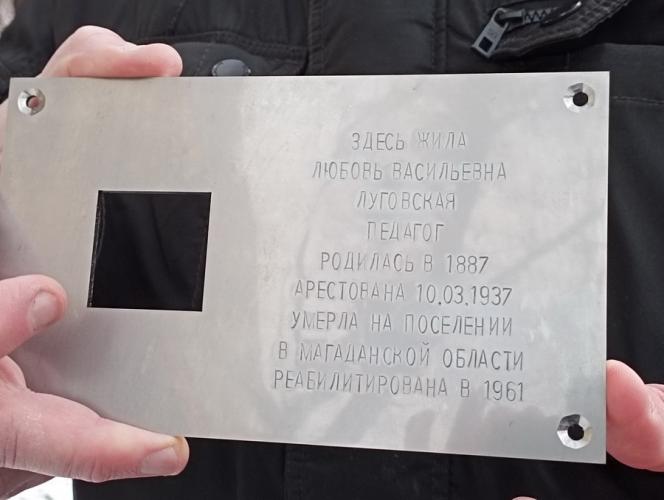 ЗДЕСЬ ЖИЛА
ЛЮБОВЬ ВАСИЛЬЕВНА
ЛУГОВСКАЯ
ПЕДАГОГ
РОДИЛАСЬ В 1887
АРЕСТОВАНА 10.03.1937
УМЕРЛА НА ПОСЕЛЕНИИ
В МАГАДАНСКОЙ ОБЛАСТИ
РЕАБИЛИТИРОВАНА В 1961